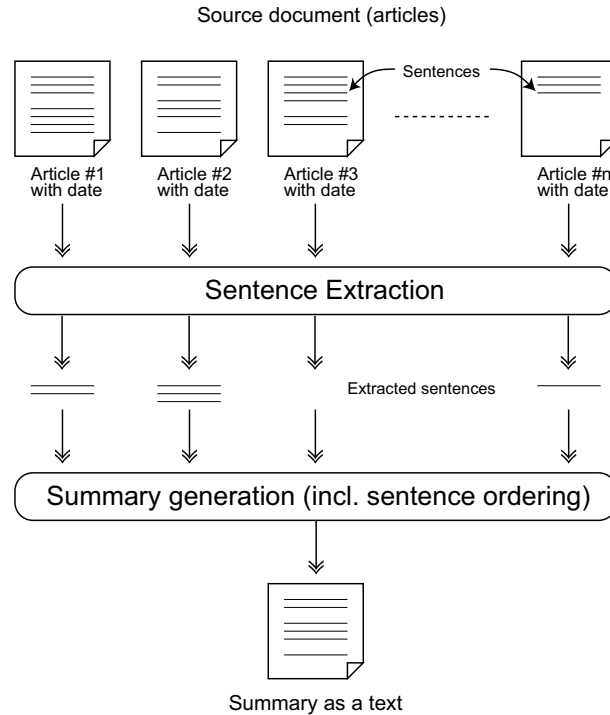 Source document (articles)
Sentences
Article #1
with date
Article #2
with date
Article #3
with date
Article #n
with date
Sentence Extraction
Extracted sentences
Summary generation (incl. sentence ordering)
Summary as a text